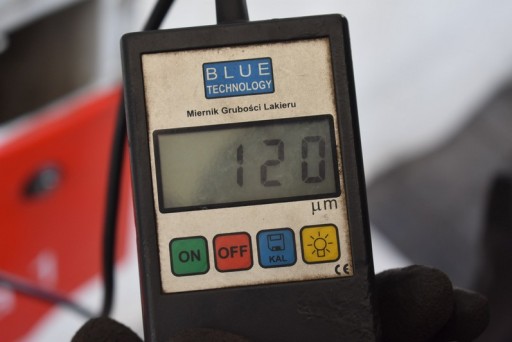 BLUE
TECHNOLOGY
Miernik Grubości Lakieru
120
μm
ON
OFF
KAL
CE